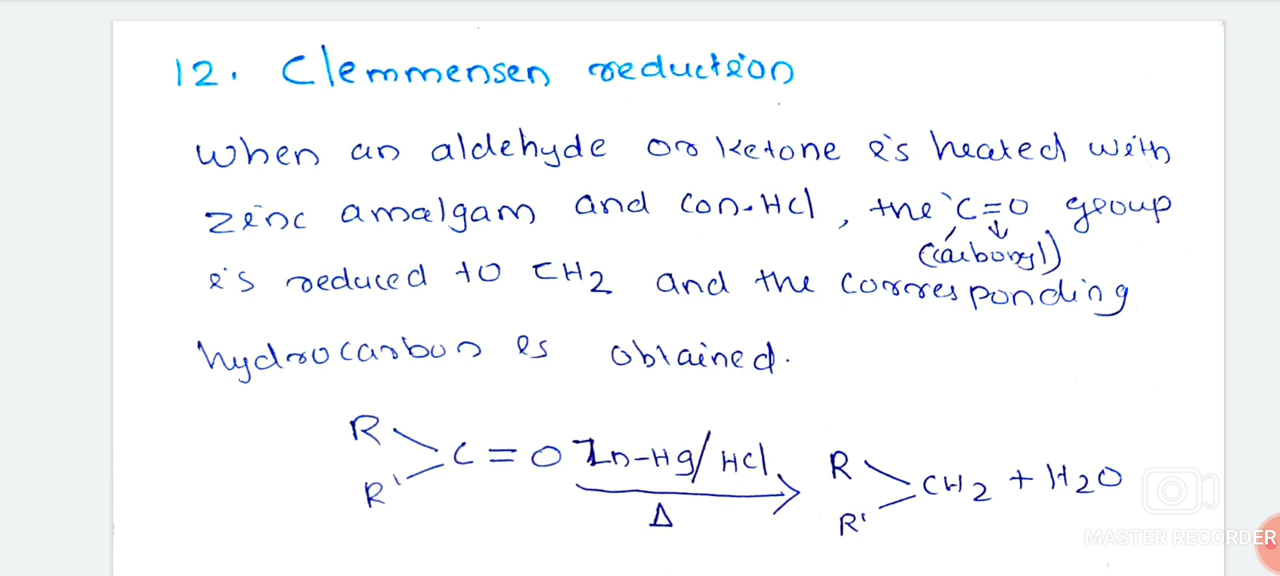 12. Clemmensen reduction
When an aldehyde or ketone is heated with
zinc amalgam and con.HCl, the C=O group
(carbonyl)
is reduced to CH2 and the corresponding
hydrocarbon is obtained.
R
R'
C=O Zn-Hg/HCl
Δ
R
R'
CH2 + H2O
MASTER RECORDER